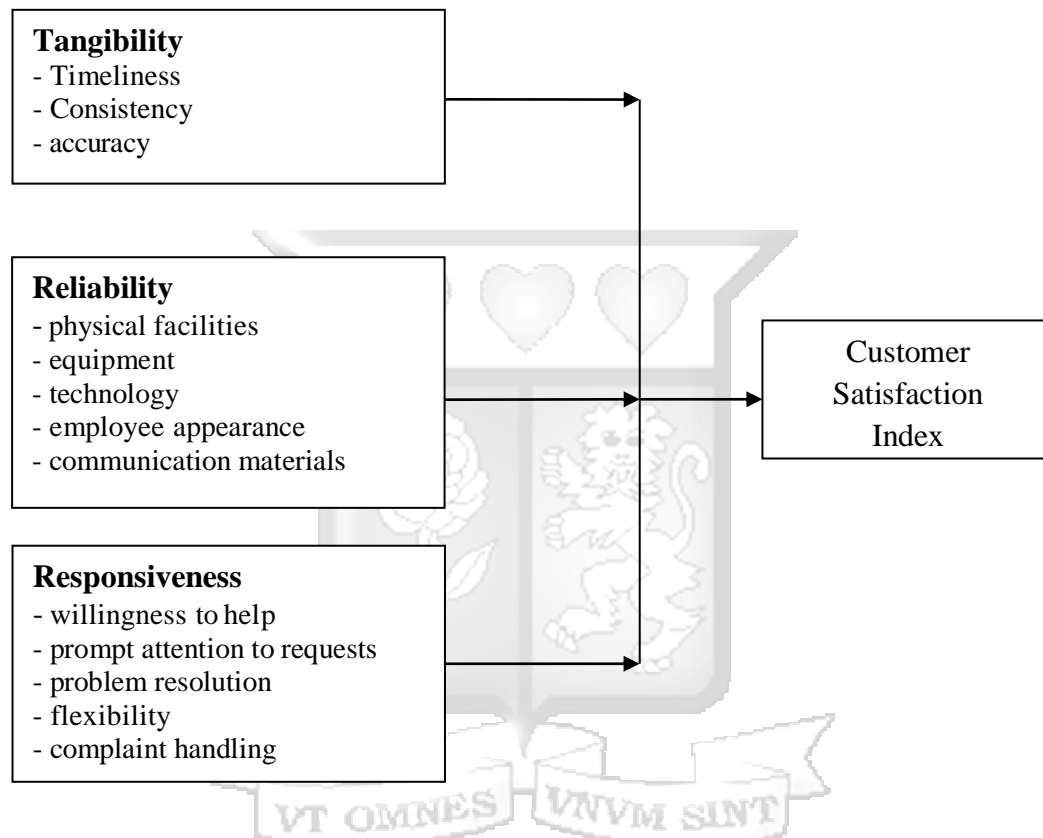 Tangibility
- Timeliness
- Consistency
- accuracy
Reliability
- physical facilities
- equipment
- technology
- employee appearance
- communication materials
Responsiveness
- willingness to help
- prompt attention to requests
- problem resolution
- flexibility
- complaint handling
Customer
Satisfaction
Index
VT OMNES VNVM SINT